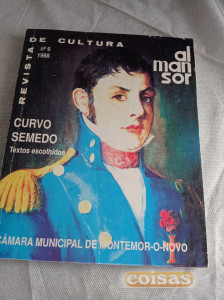 REVISTA DE CULTURA
nº 6
1988
al
man
sor
CURVO
SEMEDO
Textos escolhidos
CÂMARA MUNICIPAL DE MONTEMOR-O-NOVO
coisas